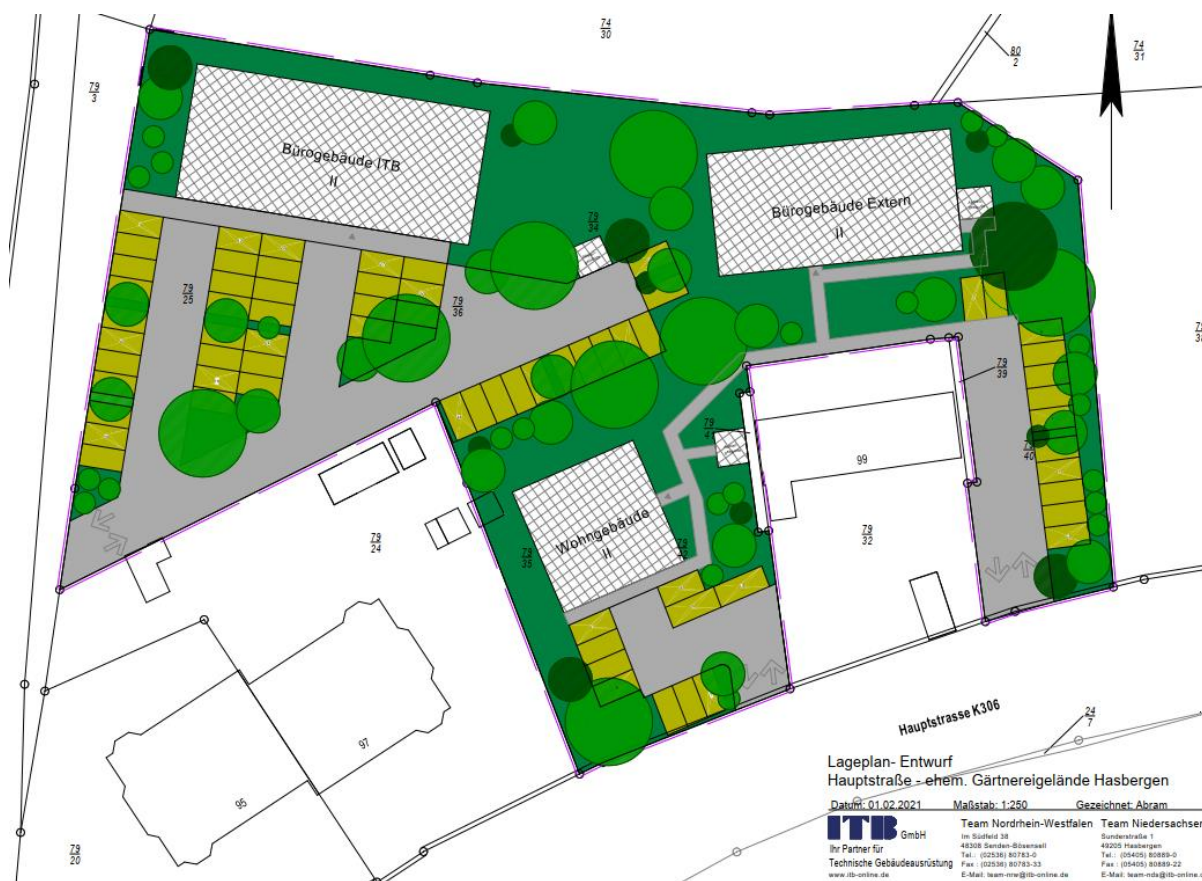 74
30
80
2
74
31
79
3
Bürogebäude ITB
II
Bürogebäude Extern
II
79
34
79
25
79
36
79
39
79
41
99
79
40
79
24
79
35
Wohngebäude
II
79
32
97
95
79
20
Hauptstrasse K306
24
7
Lageplan- Entwurf
Hauptstraße - ehem. Gärtnereigelände Hasbergen
Datum: 01.02.2021 Maßstab: 1:250 Gezeichnet: Abram
ITB GmbH
Ihr Partner für
Technische Gebäudeausrüstung
www.itb-online.de
Team Nordrhein-Westfalen
Im Südfeld 38
48308 Senden-Bösensell
Tel.: (02536) 80783-0
Fax : (02536) 80783-33
E-Mail: team-nrw@itb-online.de
Team Niedersachsen
Sunderstraße 1
49205 Hasbergen
Tel.: (05405) 80889-0
Fax : (05405) 80889-22
E-Mail: team-nds@itb-online.d